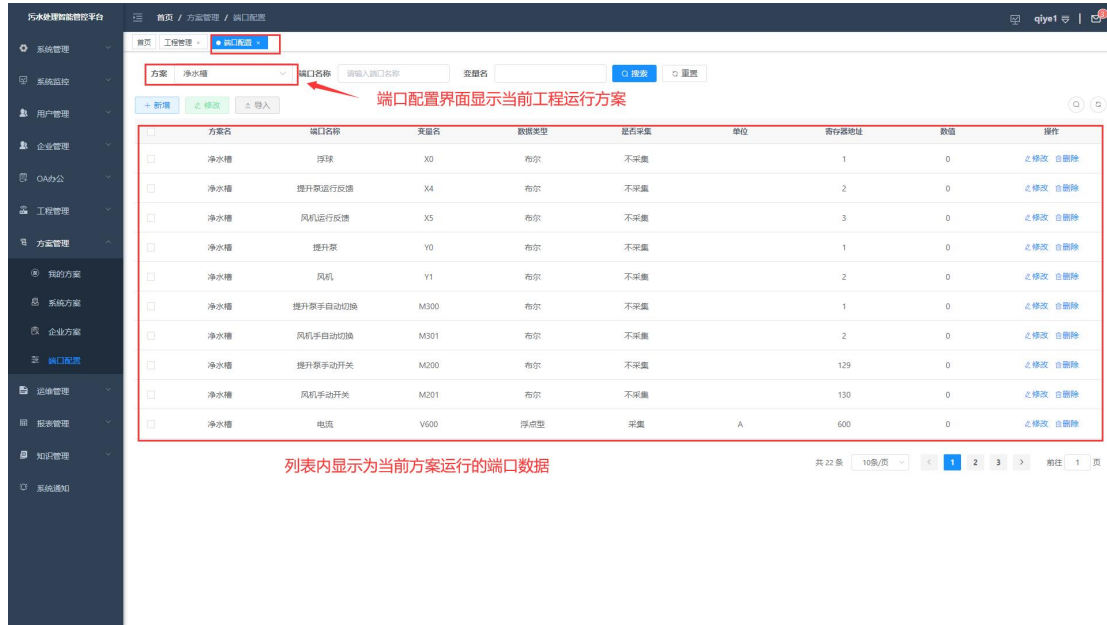 污水处理智能管控平台
首页 / 方案管理 / 端口配置
qiye1
首页 工程管理 × 端口配置 ×
系统管理
系统监控
用户管理
企业管理
OA办公
工程管理
方案管理
我的方案
系统方案
企业方案
端口配置
运维管理
报表管理
知识管理
系统通知
方案 净水槽 端口名称 请输入端口名称 变量名 搜索 重置
端口配置界面显示当前工程运行方案
+ 新增 修改 导入
方案名 端口名称 变量名 数据类型 是否采集 单位 寄存器地址 数值 操作
净水槽 浮球 X0 布尔 不采集 1 0 修改 删除
净水槽 提升泵运行反馈 X4 布尔 不采集 2 0 修改 删除
净水槽 风机运行反馈 X5 布尔 不采集 3 0 修改 删除
净水槽 提升泵 Y0 布尔 不采集 1 0 修改 删除
净水槽 风机 Y1 布尔 不采集 2 0 修改 删除
净水槽 提升泵手自动切换 M300 布尔 不采集 1 0 修改 删除
净水槽 风机手自动切换 M301 布尔 不采集 2 0 修改 删除
净水槽 提升泵手动开关 M200 布尔 不采集 129 0 修改 删除
净水槽 风机手动开关 M201 布尔 不采集 130 0 修改 删除
净水槽 电流 V600 浮点型 采集 A 600 0 修改 删除
列表内显示为当前方案运行的端口数据
共 22 条 10条/页 < 1 2 3 > 前往 1 页